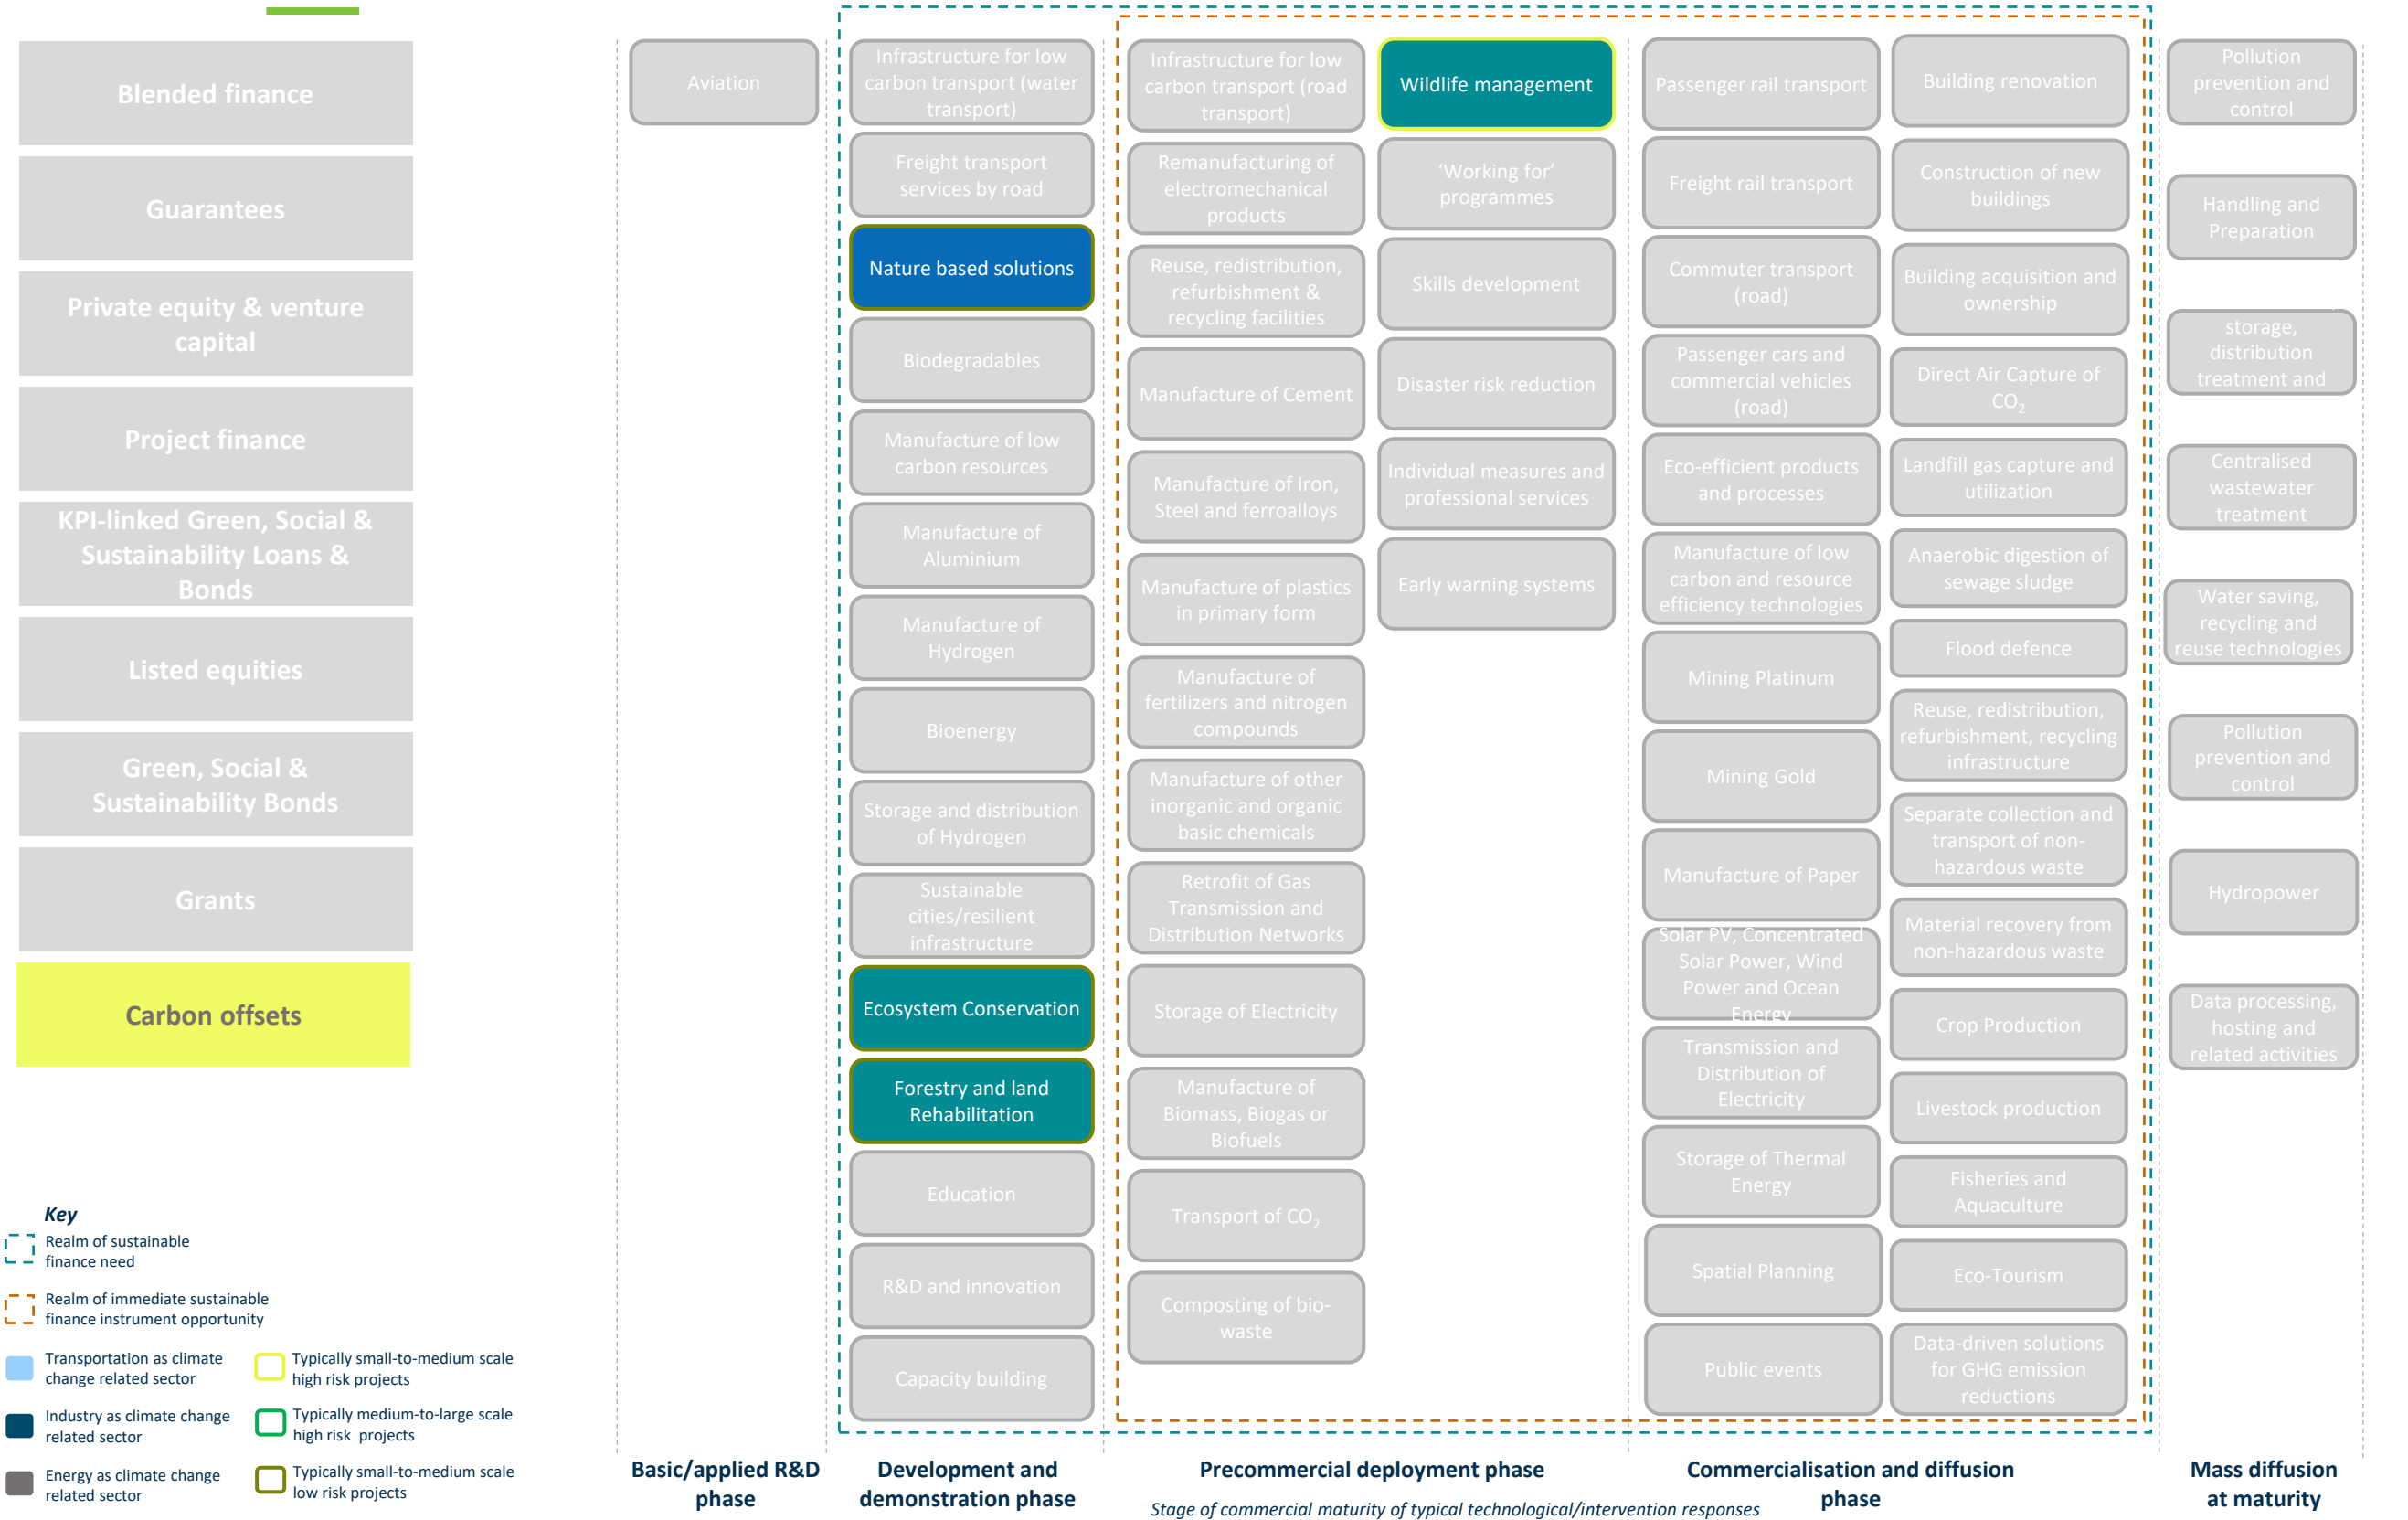 Blended finance
Guarantees
Private equity & venture
capital
Project finance
KPI-linked Green, Social &
Sustainability Loans &
Bonds
Listed equities
Green, Social &
Sustainability Bonds
Grants
Carbon offsets
Aviation
Infrastructure for low
carbon transport (water
transport)
Freight transport
services by road
Nature based solutions
Biodegradables
Manufacture of low
carbon resources
Manufacture of
Aluminium
Manufacture of
Hydrogen
Bioenergy
Storage and distribution
of Hydrogen
Sustainable
cities/resilient
infrastructure
Ecosystem Conservation
Forestry and land
Rehabilitation
Education
R&D and innovation
Capacity building
Infrastructure for low
carbon transport (road
transport)
Remanufacturing of
electromechanical
products
Reuse, redistribution,
refurbishment &
recycling facilities
Manufacture of Cement
Manufacture of Iron,
Steel and ferroalloys
Manufacture of plastics
in primary form
Manufacture of
fertilizers and nitrogen
compounds
Manufacture of other
inorganic and organic
basic chemicals
Retrofit of Gas
Transmission and
Distribution Networks
Storage of Electricity
Manufacture of
Biomass, Biogas or
Biofuels
Transport of CO₂
Composting of bio-
waste
Wildlife management
‘Working for’
programmes
Skills development
Disaster risk reduction
Individual measures and
professional services
Early warning systems
Passenger rail transport
Freight rail transport
Commuter transport
(road)
Passenger cars and
commercial vehicles
(road)
Eco-efficient products
and processes
Manufacture of low
carbon and resource
efficiency technologies
Mining Platinum
Mining Gold
Manufacture of Paper
Solar PV, Concentrated
Solar Power, Wind
Power and Ocean
Energy
Transmission and
Distribution of
Electricity
Storage of Thermal
Energy
Spatial Planning
Public events
Building renovation
Construction of new
buildings
Building acquisition and
ownership
Direct Air Capture of
CO₂
Landfill gas capture and
utilization
Anaerobic digestion of
sewage sludge
Flood defence
Reuse, redistribution,
refurbishment, recycling
infrastructure
Separate collection and
transport of non-
hazardous waste
Material recovery from
non-hazardous waste
Crop Production
Livestock production
Fisheries and
Aquaculture
Eco-Tourism
Data-driven solutions
for GHG emission
reductions
Pollution
prevention and
control
Handling and
Preparation
storage,
distribution
treatment and
Centralised
wastewater
treatment
Water saving,
recycling and
reuse technologies
Pollution
prevention and
control
Hydropower
Data processing,
hosting and
related activities
Key
Realm of sustainable
finance need
Realm of immediate sustainable
finance instrument opportunity
Transportation as climate
change related sector
Industry as climate change
related sector
Energy as climate change
related sector
Typically small-to-medium scale
high risk projects
Typically medium-to-large scale
high risk projects
Typically small-to-medium scale
low risk projects
Basic/applied R&D
phase
Development and
demonstration phase
Precommercial deployment phase
Commercialisation and diffusion
phase
Mass diffusion
at maturity
Stage of commercial maturity of typical technological/intervention responses